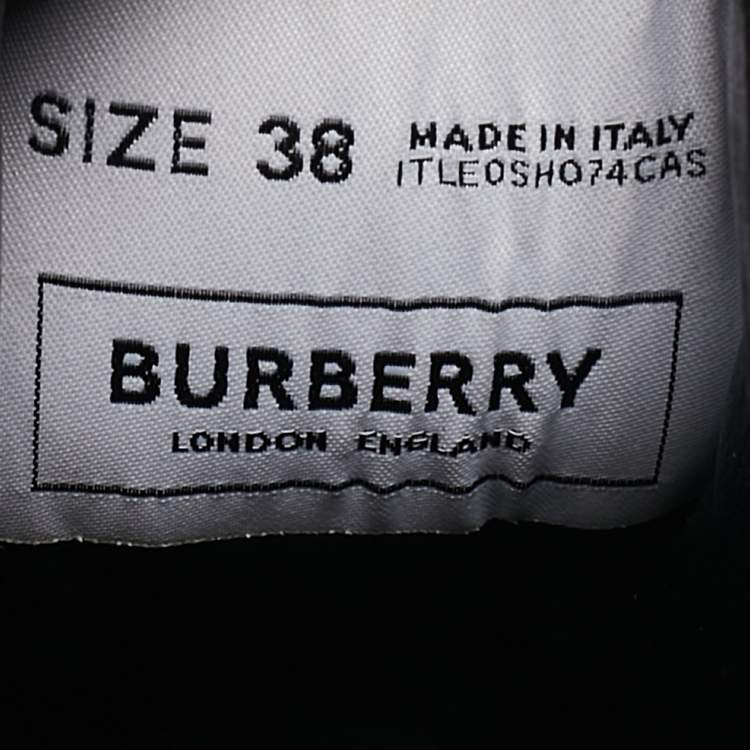 SIZE 38
MADE IN ITALY
ITLEOSHO74CAS
BURBERRY
LONDON ENGLAND